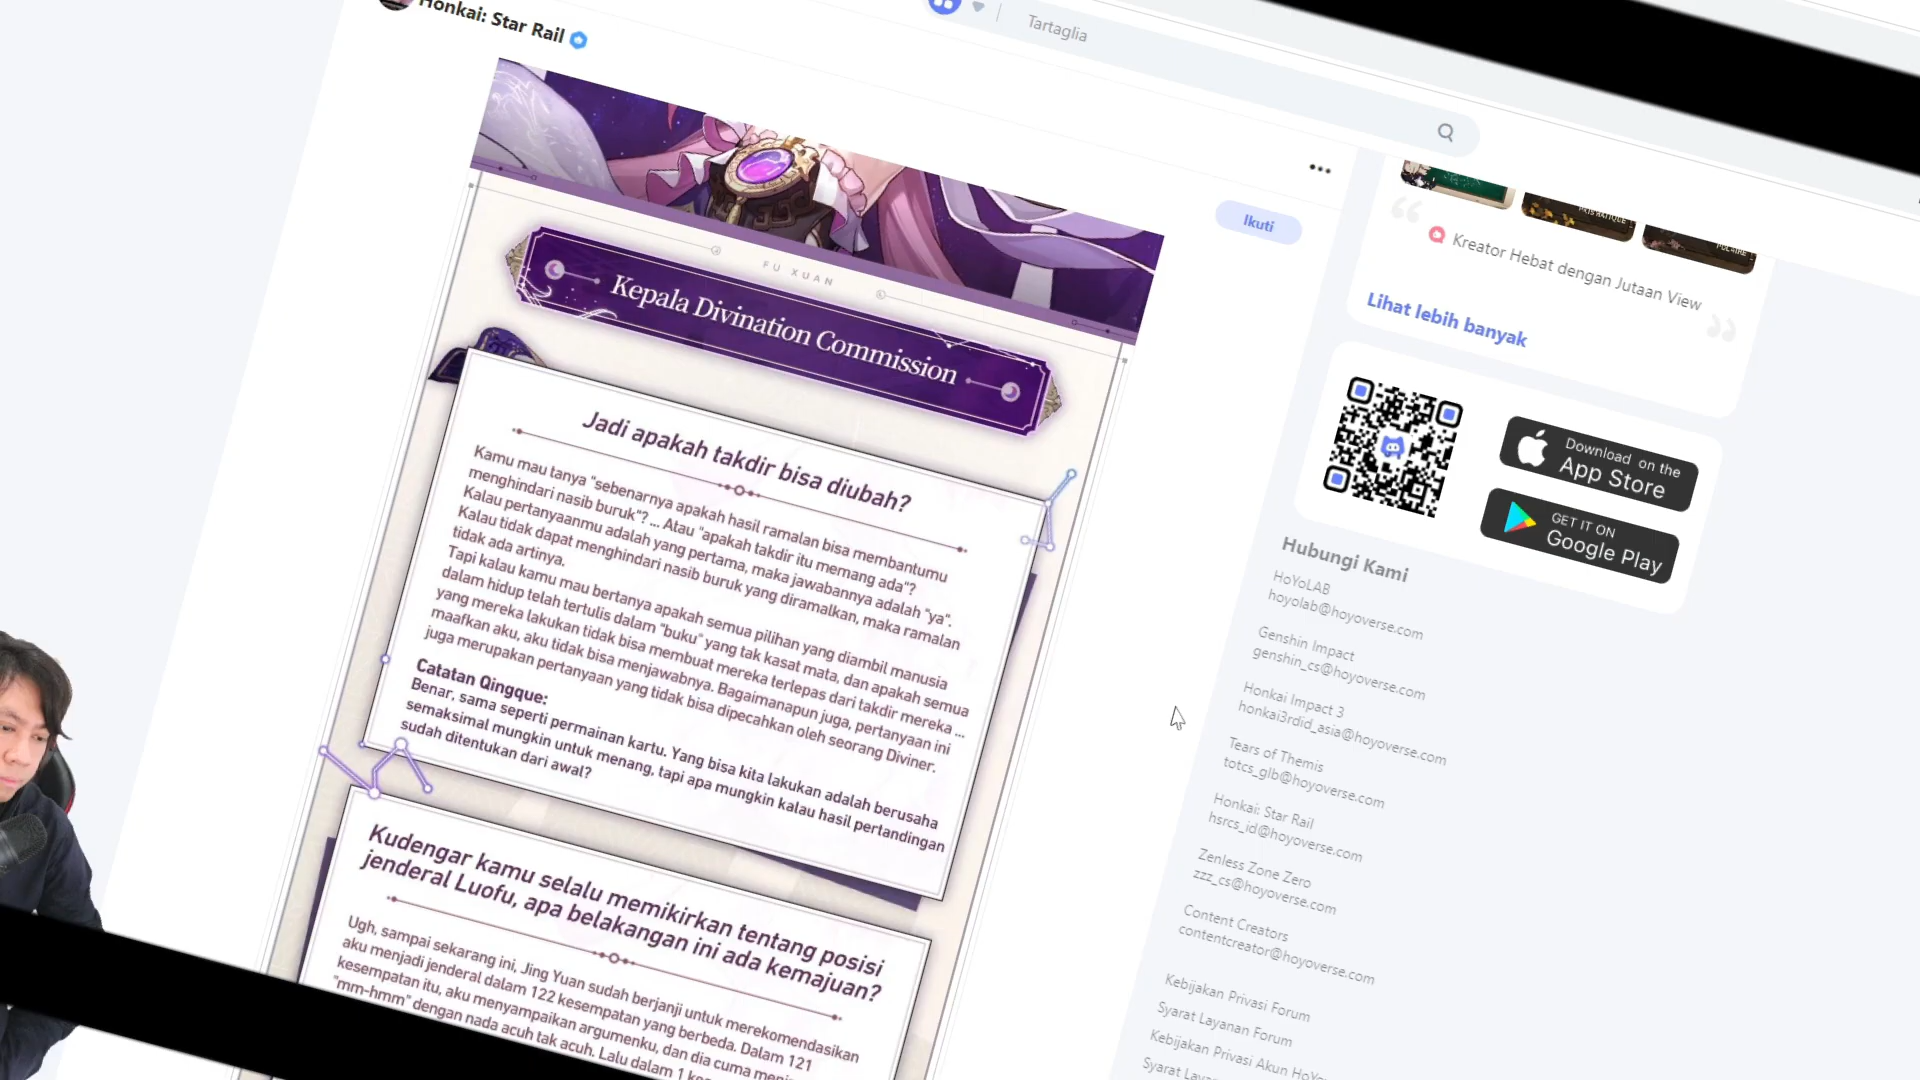 Honkai: Star Rail
Tartaglia
Ikuti
FU XUAN
Kepala Divination Commission
Jadi apakah takdir bisa diubah?
Kamu mau tanya "sebenarnya apakah hasil ramalan bisa membantumu
menghindari nasib buruk"? ... Atau "apakah takdir itu memang ada"?
Kalau pertanyaanmu adalah yang pertama, maka jawabannya adalah "ya".
Kalau tidak dapat menghindari nasib buruk yang diramalkan, maka ramalan
tidak ada artinya.
Tapi kalau kamu mau bertanya apakah semua pilihan yang diambil manusia
dalam hidup telah tertulis dalam "buku" yang tak kasat mata, dan apakah semua
yang mereka lakukan tidak bisa membuat mereka terlepas dari takdir mereka ...
maafkan aku, aku tidak bisa menjawabnya. Bagaimanapun juga, pertanyaan ini
juga merupakan pertanyaan yang tidak bisa dipecahkan oleh seorang Diviner.
Catatan Qingque:
Benar, sama seperti permainan kartu. Yang bisa kita lakukan adalah berusaha
semaksimal mungkin untuk menang, tapi apa mungkin kalau hasil pertandingan
sudah ditentukan dari awal?
Kudengar kamu selalu memikirkan tentang posisi
jenderal Luofu, apa belakangan ini ada kemajuan?
Ugh, sampai sekarang ini, Jing Yuan sudah berjanji untuk merekomendasikan
aku menjadi jenderal dalam 122 kesempatan yang berbeda. Dalam 121
kesempatan itu, aku menyampaikan argumenku, dan dia cuma
"mm-hmm" dengan nada acuh tak acuh. Lalu dalam 1
Kreator Hebat dengan Jutaan View
Lihat lebih banyak
Download on the
App Store
GET IT ON
Google Play
Hubungi Kami
HoYoLAB
hoyolab@hoyoverse.com
Genshin Impact
genshin_cs@hoyoverse.com
Honkai Impact 3
honkai3rdid_asia@hoyoverse.com
Tears of Themis
totcs_glb@hoyoverse.com
Honkai: Star Rail
hsrcs_id@hoyoverse.com
Zenless Zone Zero
zzz_cs@hoyoverse.com
Content Creators
contentcreator@hoyoverse.com
Kebijakan Privasi Forum
Syarat Layanan Forum
Kebijakan Privasi Akun
Syarat